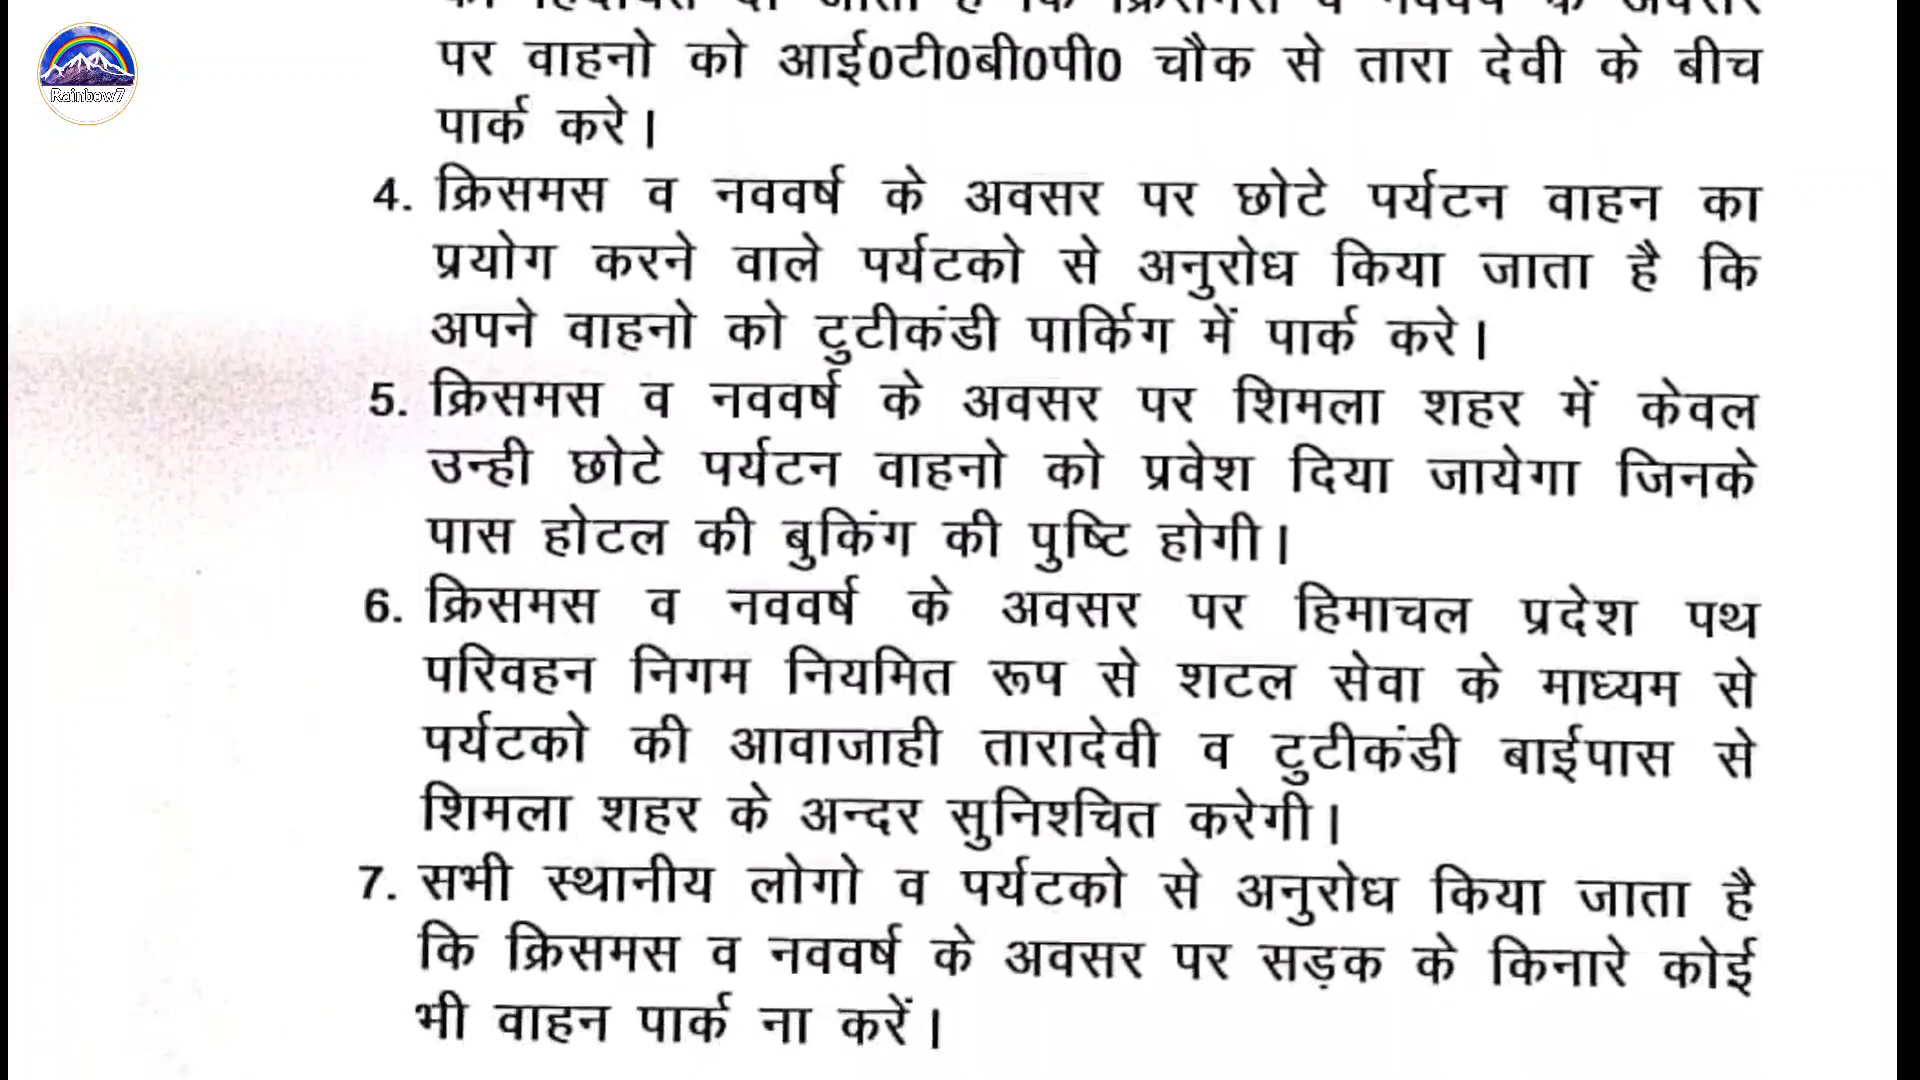 Rainbow7
पर वाहनो को आई0टी0बी0पी0 चौक से तारा देवी के बीच
पार्क करे।
4. क्रिसमस व नववर्ष के अवसर पर छोटे पर्यटन वाहन का
प्रयोग करने वाले पर्यटको से अनुरोध किया जाता है कि
अपने वाहनो को टुटीकंडी पार्किग में पार्क करे।
5. क्रिसमस व नववर्ष के अवसर पर शिमला शहर में केवल
उन्ही छोटे पर्यटन वाहनो को प्रवेश दिया जायेगा जिनके
पास होटल की बुकिंग की पुष्टि होगी।
6. क्रिसमस व नववर्ष के अवसर पर हिमाचल प्रदेश पथ
परिवहन निगम नियमित रूप से शटल सेवा के माध्यम से
पर्यटको की आवाजाही तारादेवी व टुटीकंडी बाईपास से
शिमला शहर के अन्दर सुनिश्चित करेगी।
7. सभी स्थानीय लोगो व पर्यटको से अनुरोध किया जाता है
कि क्रिसमस व नववर्ष के अवसर पर सड़क के किनारे कोई
भी वाहन पार्क ना करें।